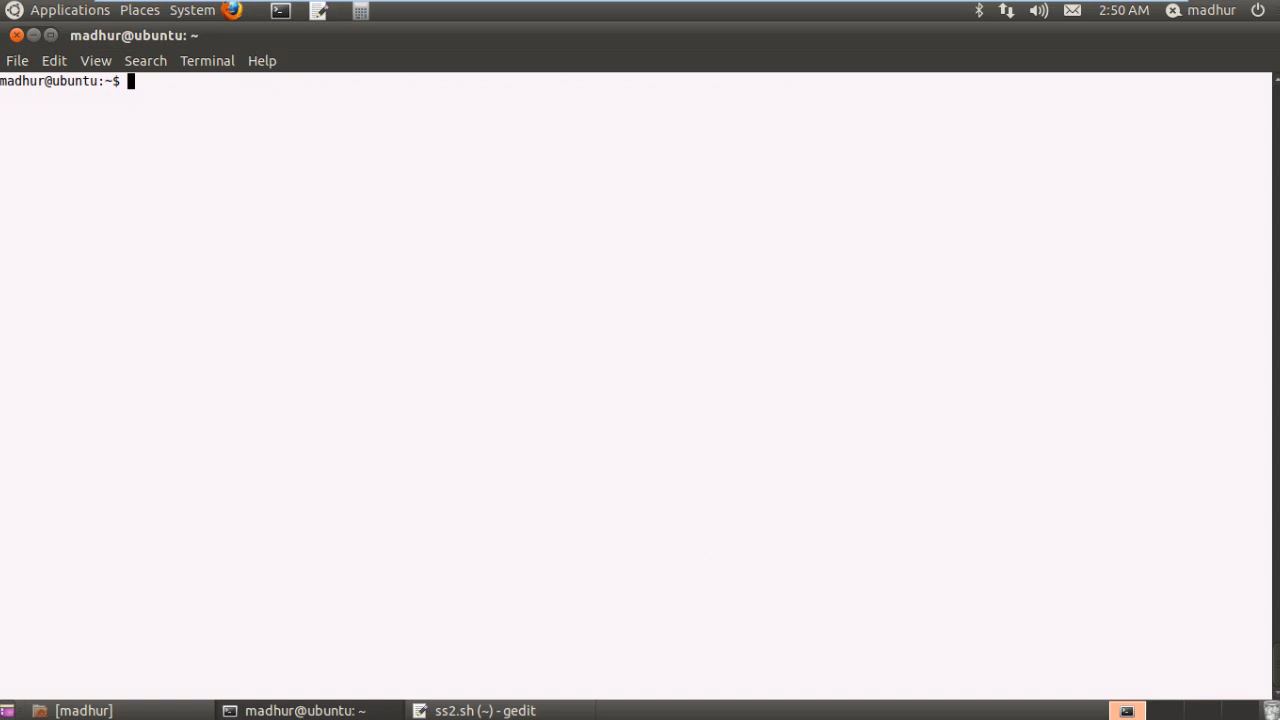 Applications Places System 2:50 AM madhur
madhur@ubuntu: ~
File Edit View Search Terminal Help
madhur@ubuntu:~$
[madhur] madhur@ubuntu: ~ ss2.sh (~) - gedit